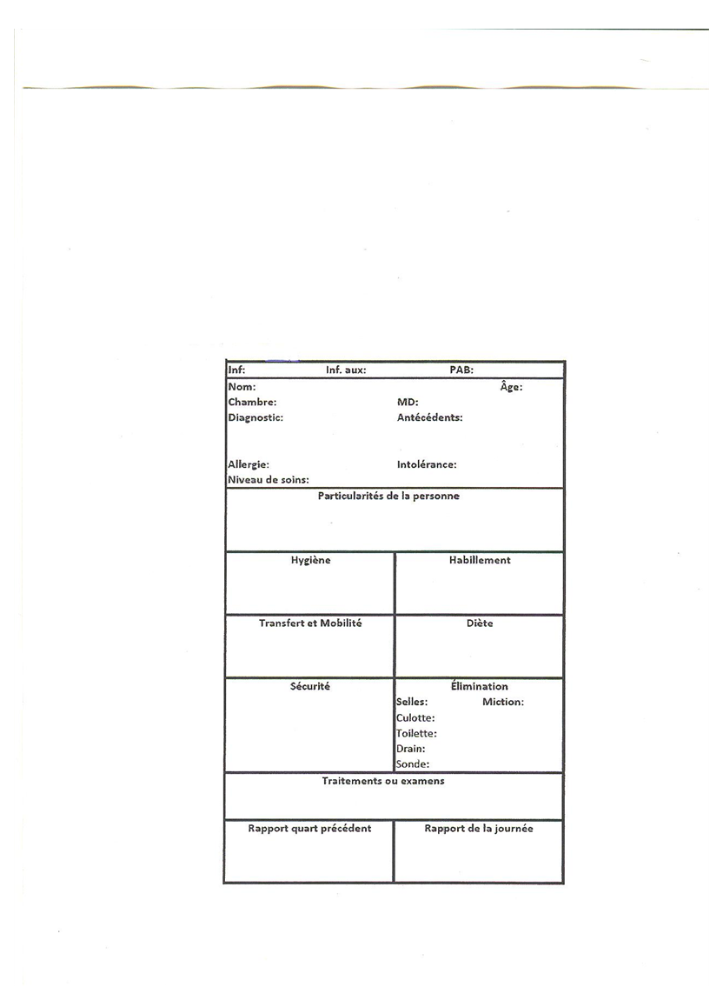 Inf: Inf. aux: PAB:
Nom: Âge:
Chambre: MD:
Diagnostic: Antécédents:
Allergie: Intolérance:
Niveau de soins:
Particularités de la personne
Hygiène Habillement
Transfert et Mobilité Diète
Sécurité Élimination
Selles: Miction:
Culotte:
Toilette:
Drain:
Sonde:
Traitements ou examens
Rapport quart précédent Rapport de la journée